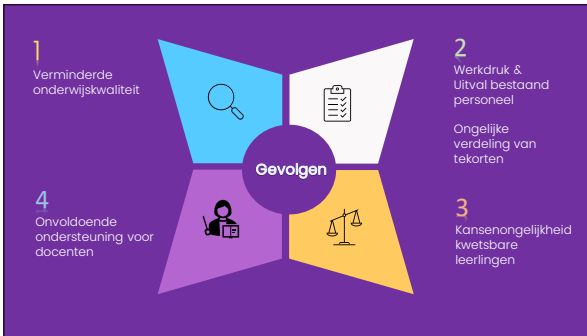 1
Verminderde
onderwijskwaliteit
2
Werkdruk &
Uitval bestaand
personeel
Ongelijke
verdeling van
tekorten
Gevolgen
3
Kansenongelijkheid
kwetsbare
leerlingen
4
Onvoldoende
ondersteuning voor
docenten